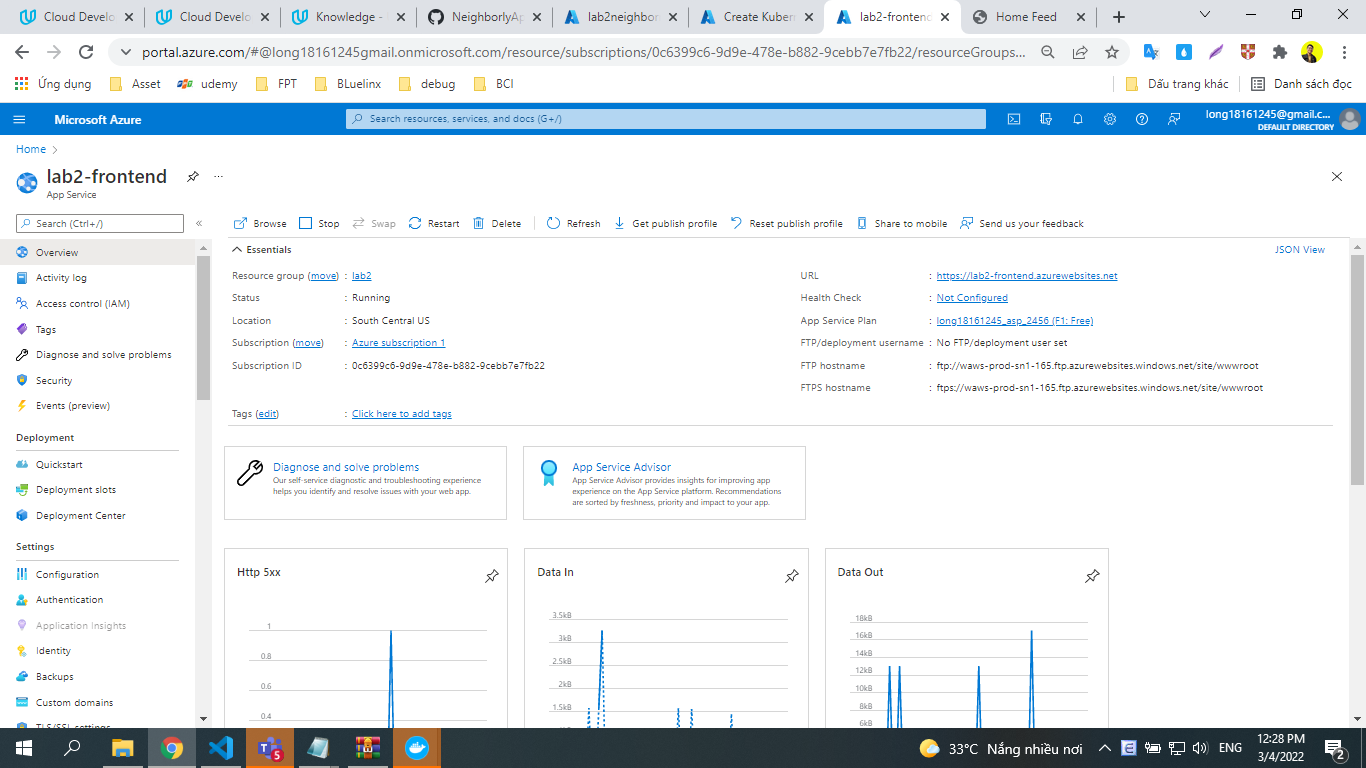 Cloud Develo
Cloud Develo
Knowledge -
NeighborlyAp
lab2neighbor
Create Kubern
lab2-frontend
Home Feed
portal.azure.com/#@long18161245gmail.onmicrosoft.com/resource/subscriptions/0c6399c6-9d9e-478e-b882-9cebb7e7fb22/resourceGroups...
Ứng dụng
Asset
udemy
FPT
BLuelinx
debug
BCI
Dấu trang khác
Danh sách đọc
Microsoft Azure
Search resources, services, and docs (G+/)
long18161245@gmail.c...
DEFAULT DIRECTORY
Home
lab2-frontend
App Service
Search (Ctrl+/)
Browse
Stop
Swap
Restart
Delete
Refresh
Get publish profile
Reset publish profile
Share to mobile
Send us your feedback
Overview
Activity log
Access control (IAM)
Tags
Diagnose and solve problems
Security
Events (preview)
Deployment
Quickstart
Deployment slots
Deployment Center
Settings
Configuration
Authentication
Application Insights
Identity
Backups
Custom domains
TLS/SSL settings
Essentials
JSON View
Resource group (move) : lab2
Status : Running
Location : South Central US
Subscription (move) : Azure subscription 1
Subscription ID : 0c6399c6-9d9e-478e-b882-9cebb7e7fb22
Tags (edit) : Click here to add tags
URL : https://lab2-frontend.azurewebsites.net
Health Check : Not Configured
App Service Plan : long18161245_asp_2456 (F1: Free)
FTP/deployment username : No FTP/deployment user set
FTP hostname : ftp://waws-prod-sn1-165.ftp.azurewebsites.windows.net/site/wwwroot
FTPS hostname : ftps://waws-prod-sn1-165.ftp.azurewebsites.windows.net/site/wwwroot
Diagnose and solve problems
Our self-service diagnostic and troubleshooting experience
helps you identify and resolve issues with your web app.
App Service Advisor
App Service Advisor provides insights for improving app
experience on the App Service platform. Recommendations
are sorted by freshness, priority and impact to your app.
Http 5xx
1
0.8
0.6
0.4
Data In
3.5kB
3kB
2.5kB
2kB
1.5kB
Data Out
18kB
16kB
14kB
12kB
10kB
8kB
6kB
5
33°C Nắng nhiều nơi
ENG
12:28 PM
3/4/2022
2